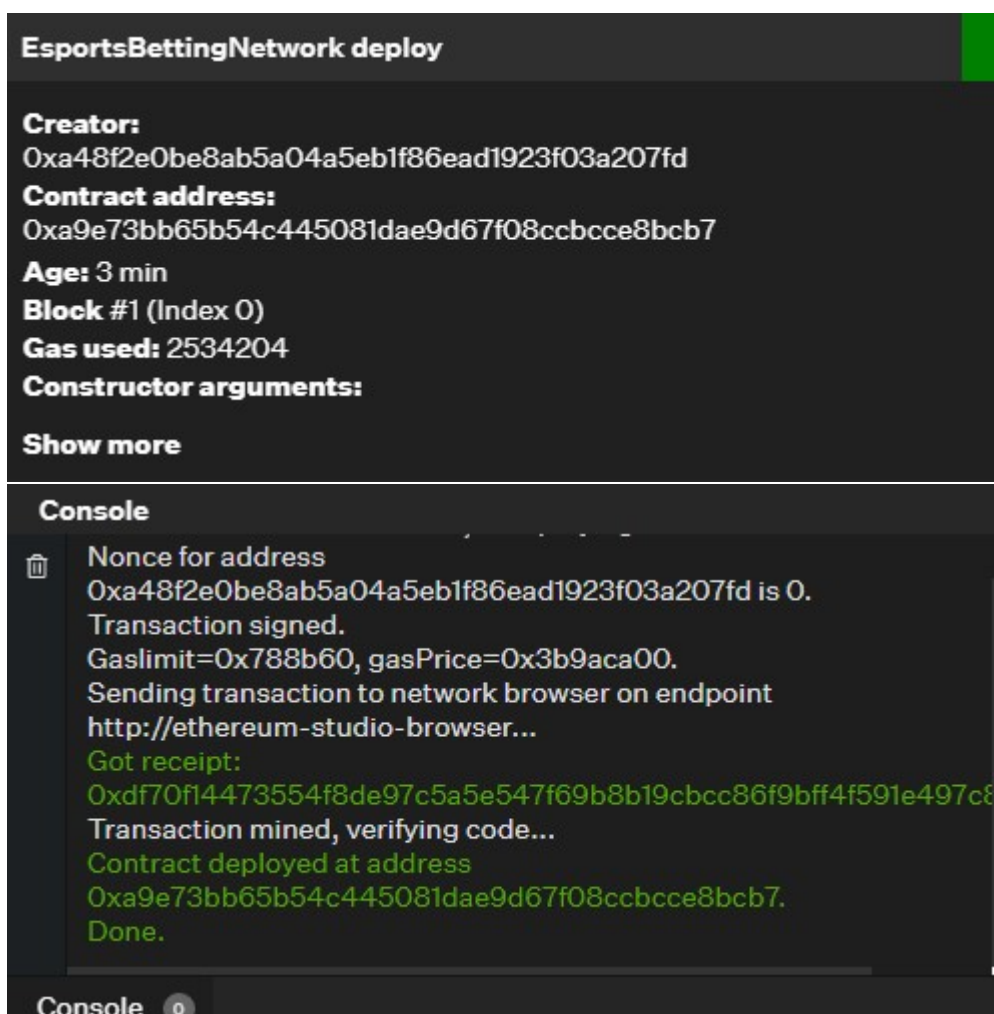 EsportsBettingNetwork deploy
Creator:
0xa48f2e0be8ab5a04a5eb1f86ead1923f03a207fd
Contract address:
0xa9e73bb65b54c445081dae9d67f08ccbcce8bcb7
Age: 3 min
Block #1 (Index 0)
Gas used: 2534204
Constructor arguments:
Show more
Console
Nonce for address
0xa48f2e0be8ab5a04a5eb1f86ead1923f03a207fd is 0.
Transaction signed.
Gaslimit=0x788b60, gasPrice=0x3b9aca00.
Sending transaction to network browser on endpoint
http://ethereum-studio-browser...
Got receipt:
0xdf70f14473554f8de97c5a5e547f69b8b19cbcc86f9bff4f591e497c8
Transaction mined, verifying code...
Contract deployed at address
0xa9e73bb65b54c445081dae9d67f08ccbcce8bcb7.
Done.
Console 0